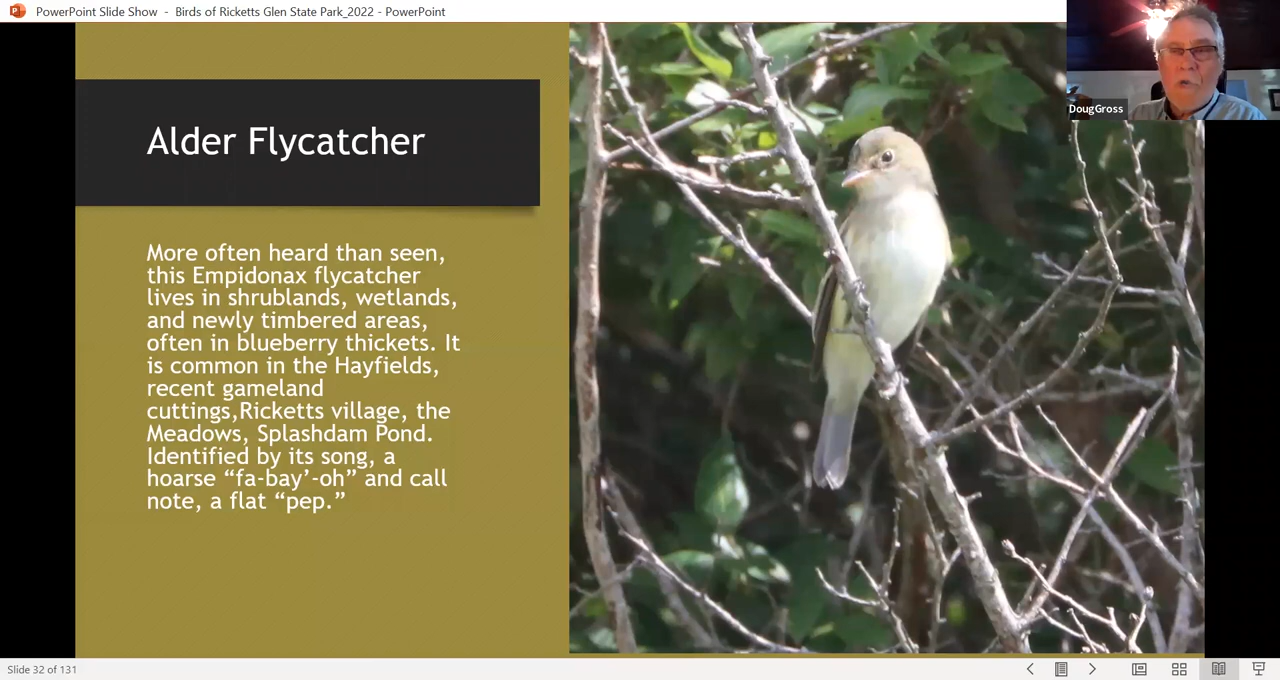 PowerPoint Slide Show - Birds of Ricketts Glen State Park_2022 - PowerPoint
DougGross
Alder Flycatcher
More often heard than seen,
this Empidonax flycatcher
lives in shrublands, wetlands,
and newly timbered areas,
often in blueberry thickets. It
is common in the Hayfields,
recent gameland
cuttings,Ricketts village, the
Meadows, Splashdam Pond.
Identified by its song, a
hoarse “fa-bay’-oh” and call
note, a flat “pep.”
Slide 32 of 131